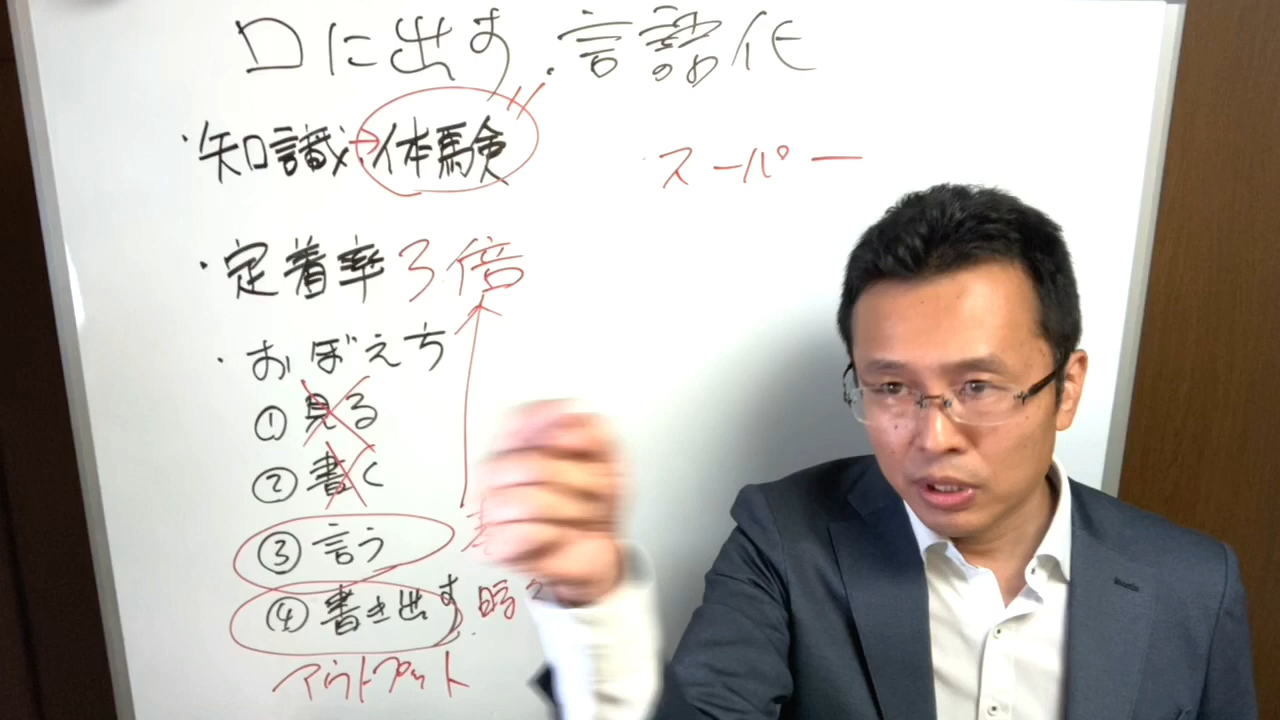 口に出す.言語化
・知識→体験
スーパー
・定着率 3倍
・おぼえ方
① 見る
② 書く
③ 言う
④ 書き出す
アウトプット